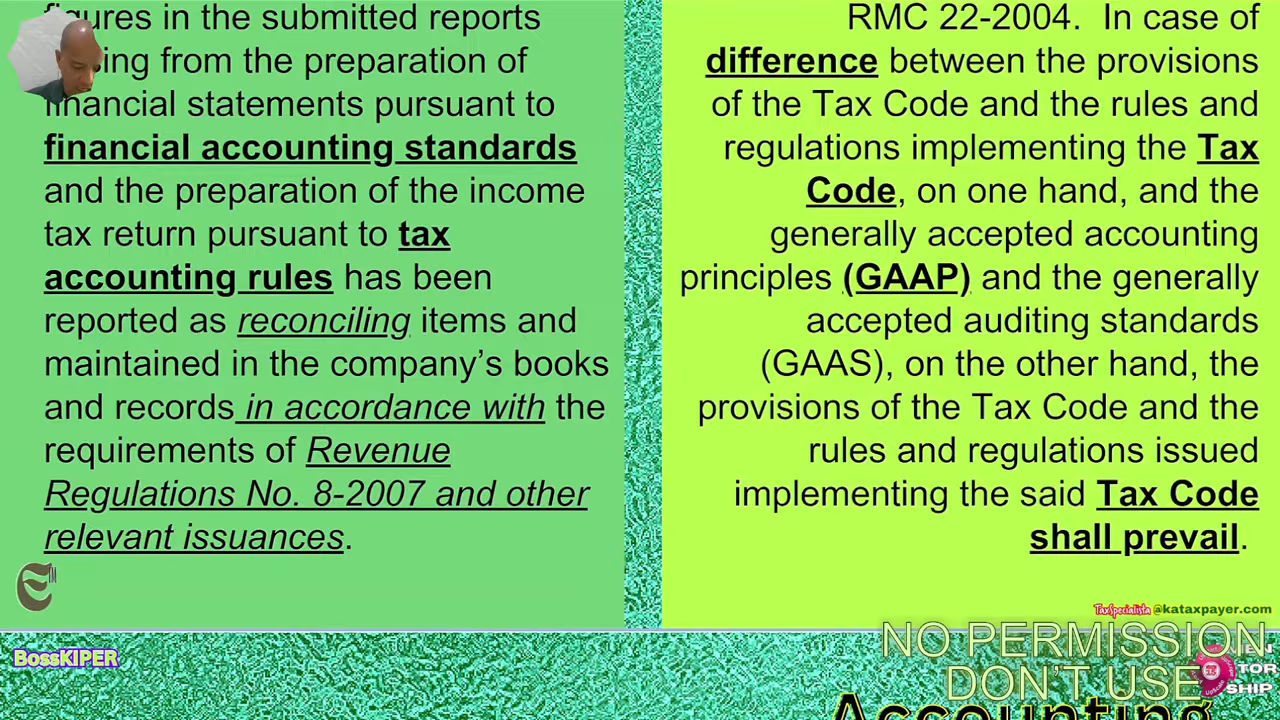 figures in the submitted reports
from the preparation of
financial statements pursuant to
financial accounting standards
and the preparation of the income
tax return pursuant to tax
accounting rules has been
reported as reconciling items and
maintained in the company’s books
and records in accordance with the
requirements of Revenue
Regulations No. 8-2007 and other
relevant issuances.
RMC 22-2004. In case of
difference between the provisions
of the Tax Code and the rules and
regulations implementing the Tax
Code, on one hand, and the
generally accepted accounting
principles (GAAP) and the generally
accepted auditing standards
(GAAS), on the other hand, the
provisions of the Tax Code and the
rules and regulations issued
implementing the said Tax Code
shall prevail.
TM
TaxSpecialista @kataxpayer.com
BossKIPER
NO PERMISSION
DON'T USE
TOR
SHIP
Accounting